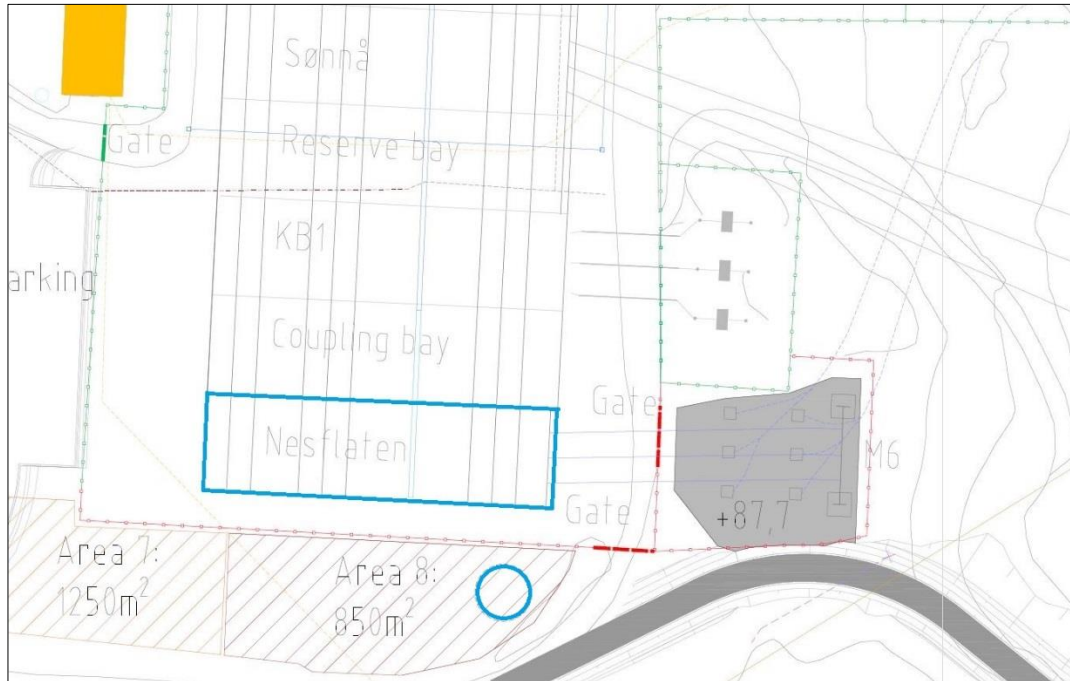 Sønnå
Gate
Reserve bay
KB1
arking
Coupling bay
Gate
Nesflaten
M6
Gate
+87,7
Area 7:
1250m²
Area 8:
850m²